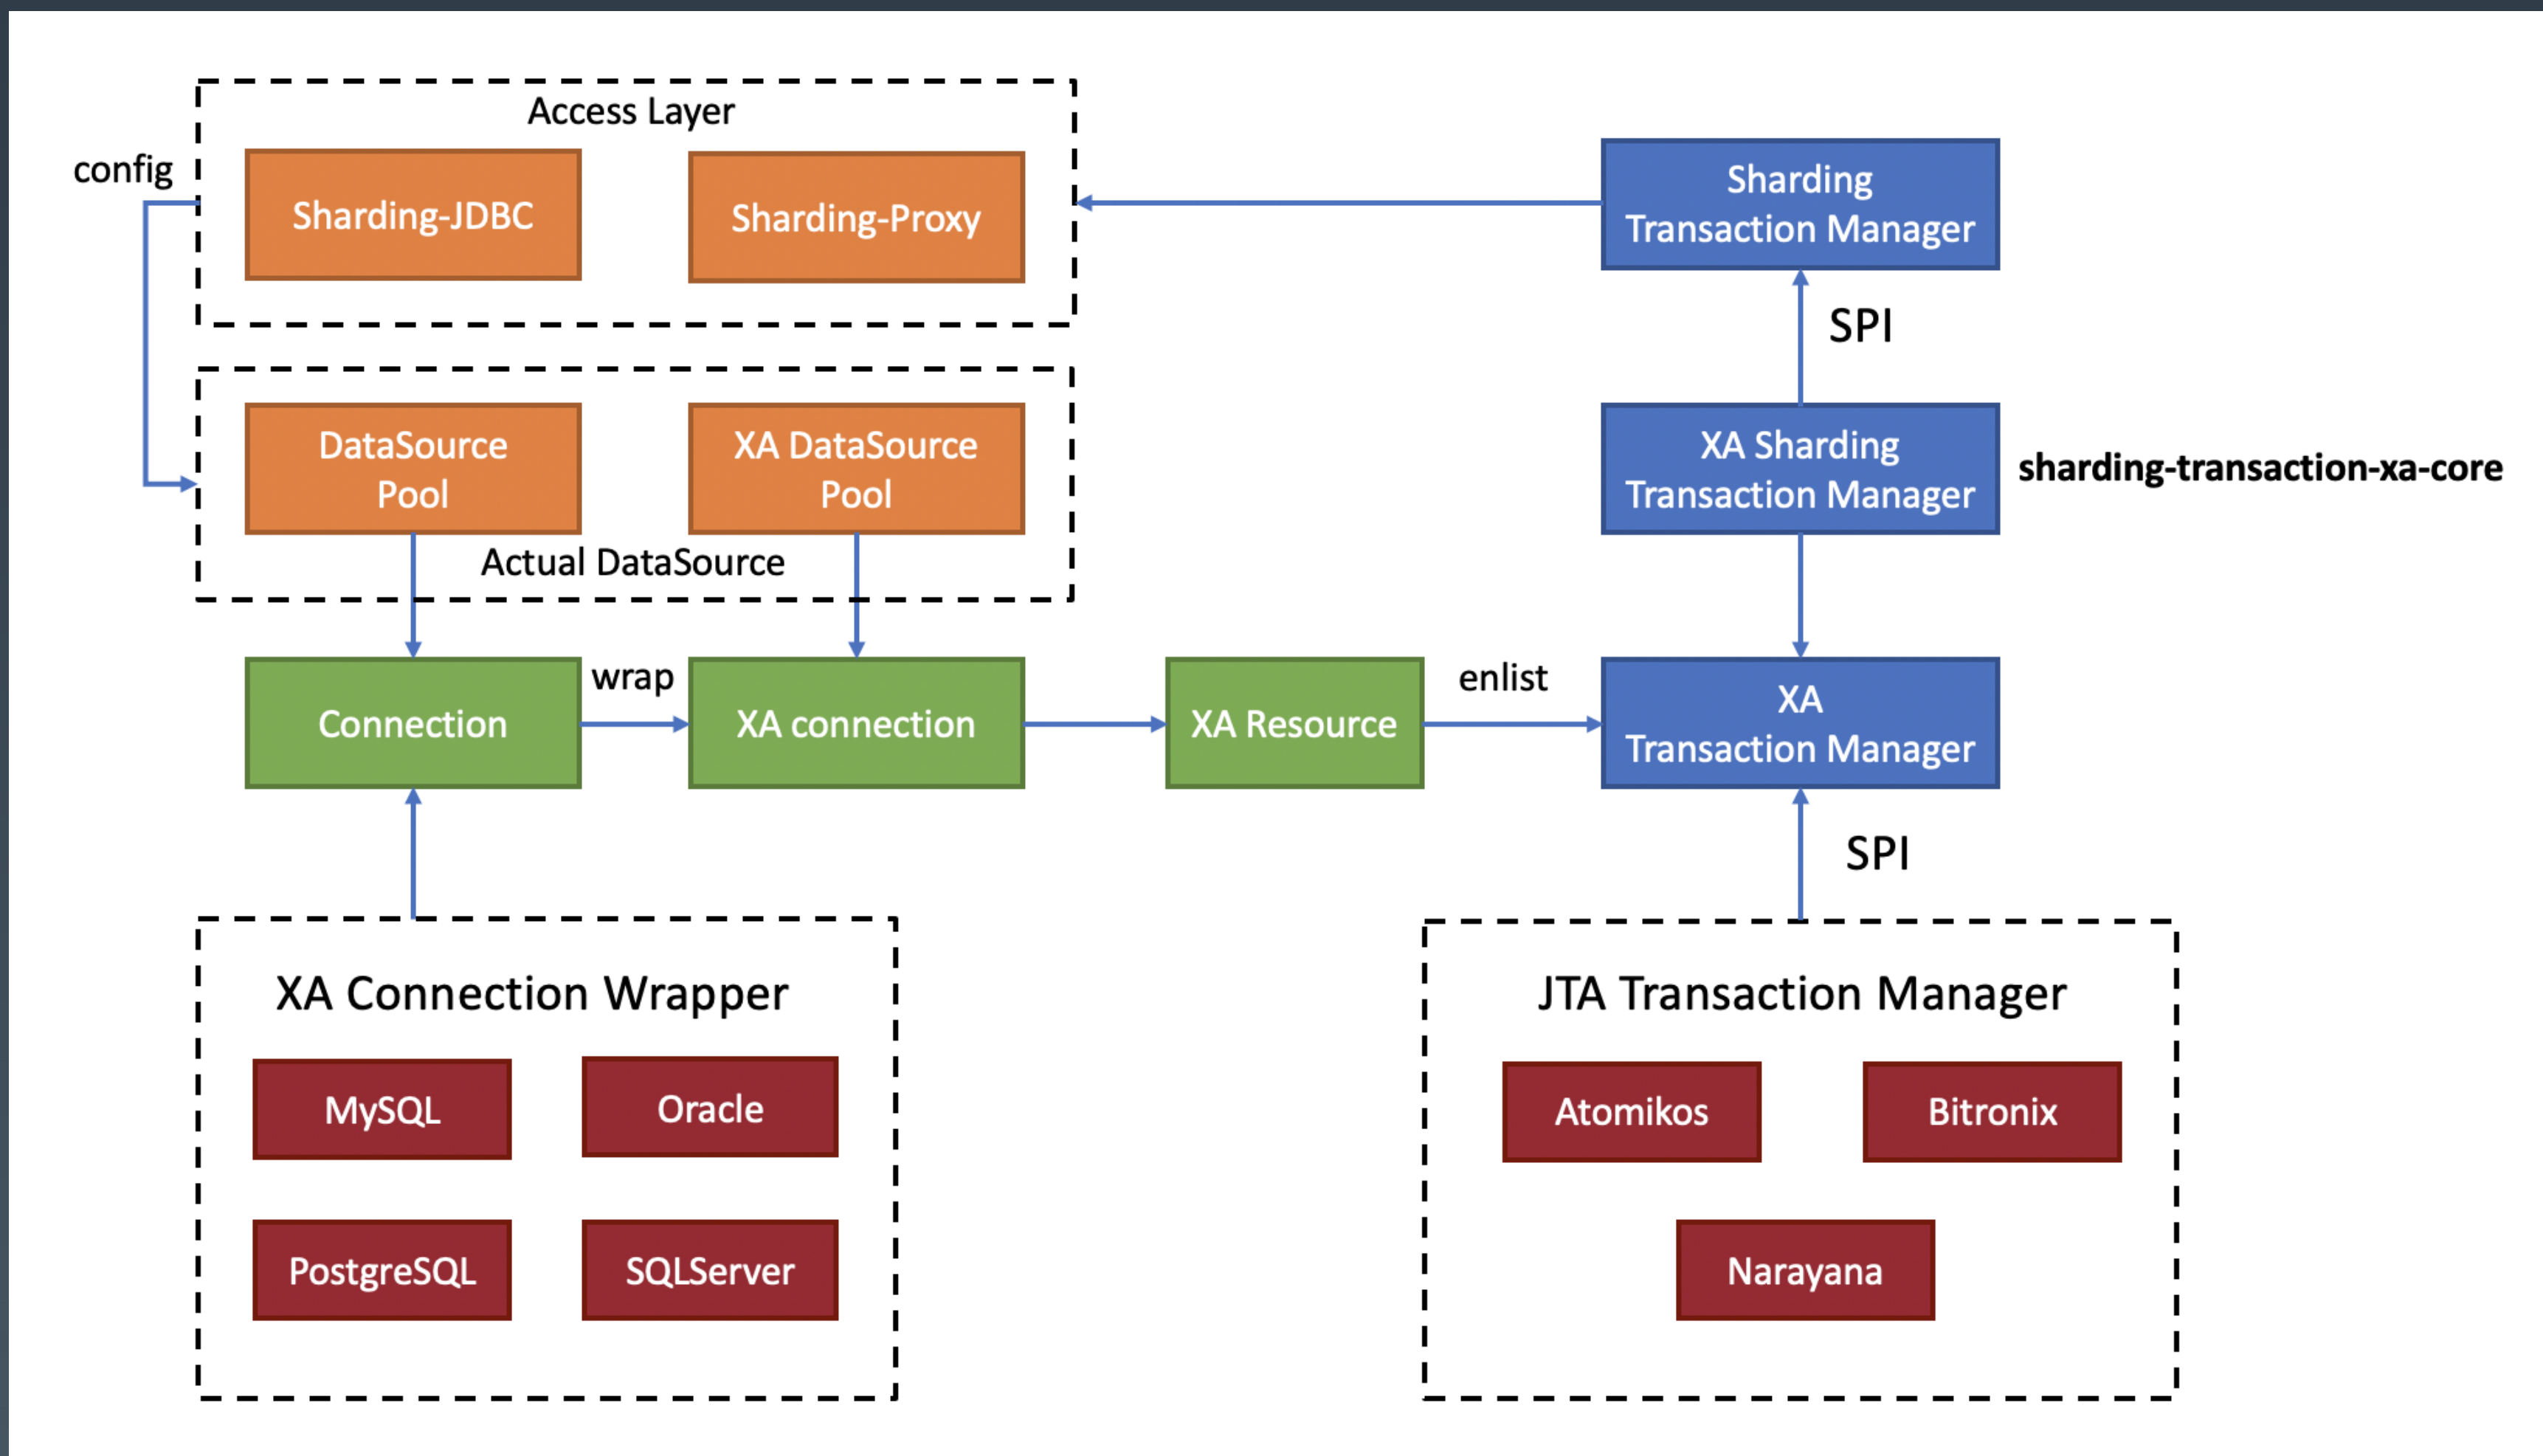 Access Layer
config
Sharding-JDBC
Sharding-Proxy
Sharding
Transaction Manager
SPI
DataSource
Pool
XA DataSource
Pool
Actual DataSource
XA Sharding
Transaction Manager
sharding-transaction-xa-core
Connection
wrap
XA connection
XA Resource
enlist
XA
Transaction Manager
SPI
XA Connection Wrapper
MySQL
Oracle
PostgreSQL
SQLServer
JTA Transaction Manager
Atomikos
Bitronix
Narayana